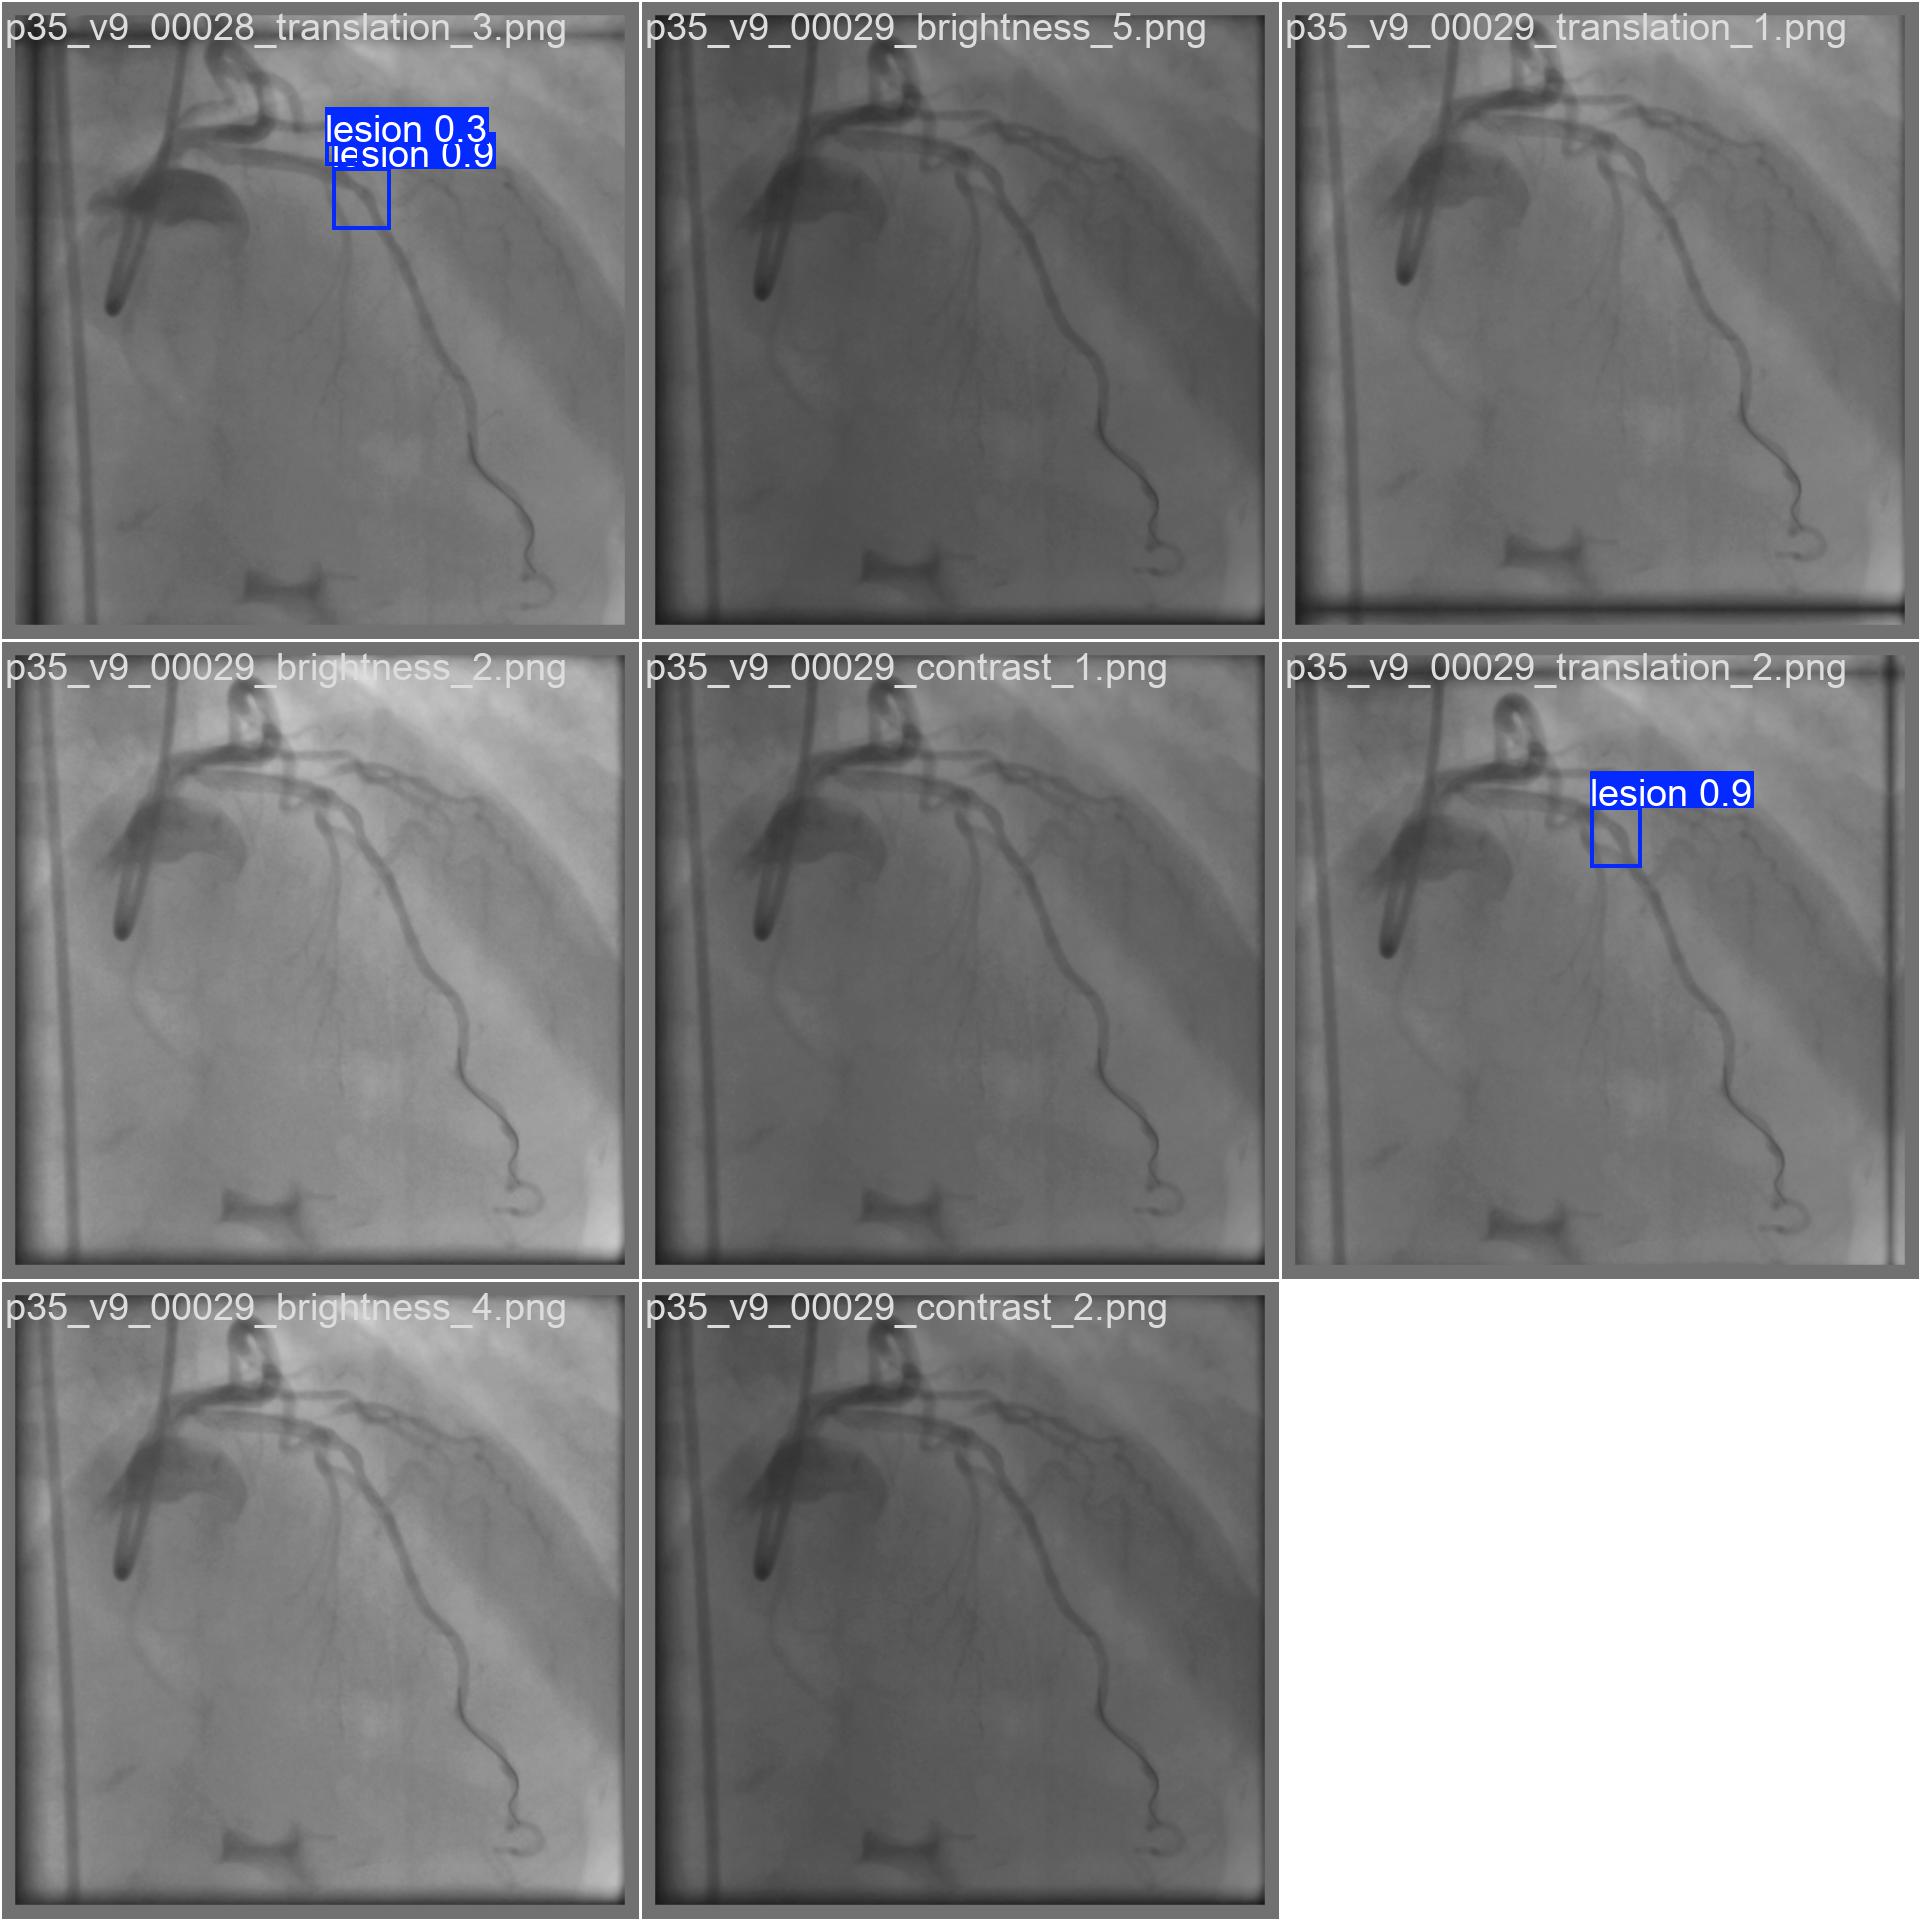 p35_v9_00028_translation_3.png
p35_v9_00029_brightness_5.png
p35_v9_00029_translation_1.png
lesion 0.3
lesion 0.9
p35_v9_00029_brightness_2.png
p35_v9_00029_contrast_1.png
p35_v9_00029_translation_2.png
lesion 0.9
p35_v9_00029_brightness_4.png
p35_v9_00029_contrast_2.png